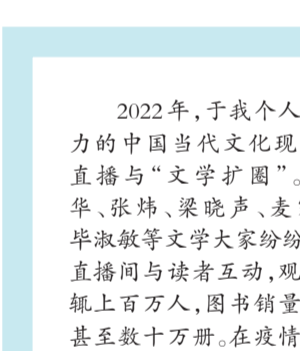 2022年,于我个人
力的中国当代文化现
直播与“文学扩圈”。
华、张炜、梁晓声、麦
毕淑敏等文学大家纷纷
直播间与读者互动,观
辄上百万人,图书销量
甚至数十万册。在疫情